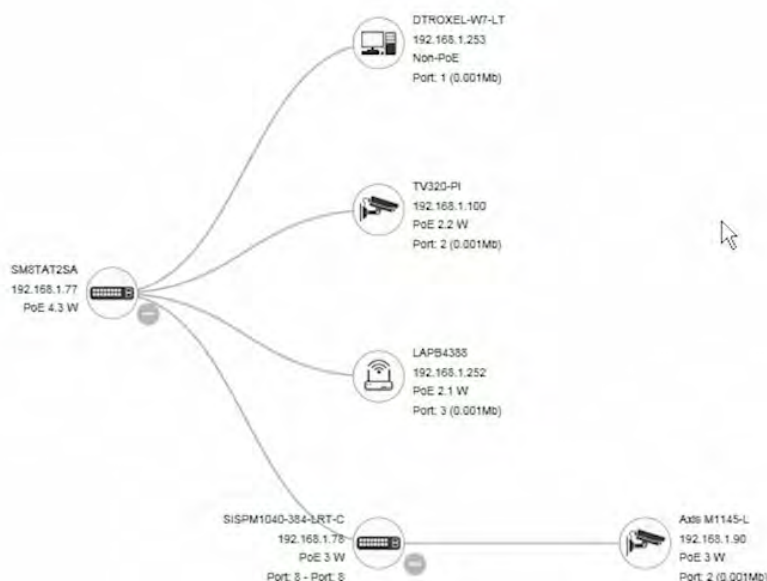 DTROXEL-W7-LT
192.168.1.253
Non-PoE
Port: 1 (0.001Mb)
TV320-PI
192.168.1.100
PoE 2.2 W
Port: 2 (0.001Mb)
SM8TAT2SA
192.168.1.77
PoE 4.3 W
LAPB4388
192.168.1.252
PoE 2.1 W
Port: 3 (0.001Mb)
SISPM1040-384-LRT-C
192.168.1.78
PoE 3 W
Port: 8 - Port: 8
Axis M1145-L
192.168.1.90
PoE 3 W
Port: 2 (0.001Mb)